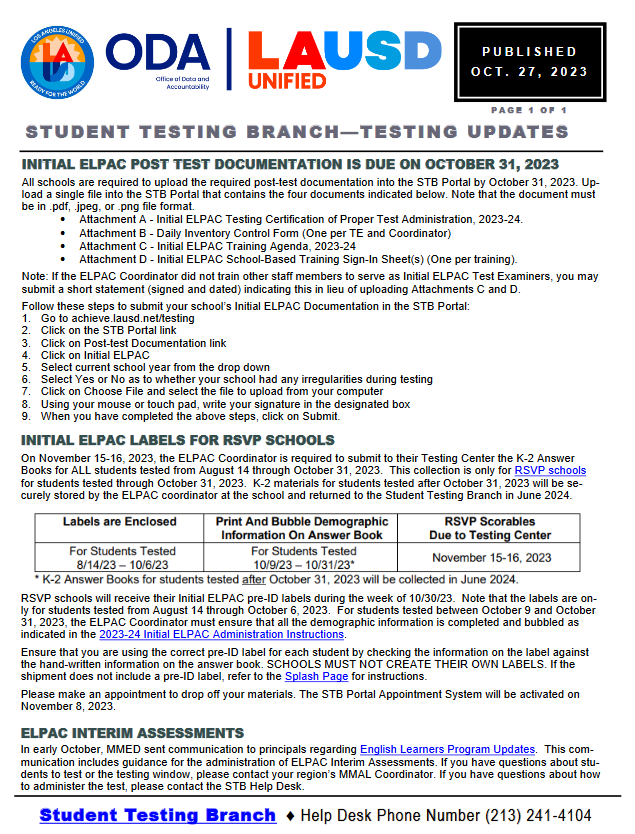 LOS ANGELES UNIFIED
LAU
READY FOR THE WORLD
ODA
Office of Data and
Accountability
LAUSD
UNIFIED
PUBLISHED
OCT. 27, 2023
PAGE 1 OF 1
STUDENT TESTING BRANCH—TESTING UPDATES
INITIAL ELPAC POST TEST DOCUMENTATION IS DUE ON OCTOBER 31, 2023
All schools are required to upload the required post-test documentation into the STB Portal by October 31, 2023. Up-
load a single file into the STB Portal that contains the four documents indicated below. Note that the document must
be in .pdf, .jpeg, or .png file format.
• Attachment A - Initial ELPAC Testing Certification of Proper Test Administration, 2023-24.
• Attachment B - Daily Inventory Control Form (One per TE and Coordinator)
• Attachment C - Initial ELPAC Training Agenda, 2023-24
• Attachment D - Initial ELPAC School-Based Training Sign-In Sheet(s) (One per training).
Note: If the ELPAC Coordinator did not train other staff members to serve as Initial ELPAC Test Examiners, you may
submit a short statement (signed and dated) indicating this in lieu of uploading Attachments C and D.
Follow these steps to submit your school's Initial ELPAC Documentation in the STB Portal:
1. Go to achieve.lausd.net/testing
2. Click on the STB Portal link
3. Click on Post-test Documentation link
4. Click on Initial ELPAC
5. Select current school year from the drop down
6. Select Yes or No as to whether your school had any irregularities during testing
7. Click on Choose File and select the file to upload from your computer
8. Using your mouse or touch pad, write your signature in the designated box
9. When you have completed the above steps, click on Submit.
INITIAL ELPAC LABELS FOR RSVP SCHOOLS
On November 15-16, 2023, the ELPAC Coordinator is required to submit to their Testing Center the K-2 Answer
Books for ALL students tested from August 14 through October 31, 2023. This collection is only for RSVP schools
for students tested through October 31, 2023. K-2 materials for students tested after October 31, 2023 will be se-
curely stored by the ELPAC coordinator at the school and returned to the Student Testing Branch in June 2024.
Labels are Enclosed
Print And Bubble Demographic
Information On Answer Book
RSVP Scorables
Due to Testing Center
For Students Tested
8/14/23 – 10/6/23
For Students Tested
10/9/23 – 10/31/23*
November 15-16, 2023
* K-2 Answer Books for students tested after October 31, 2023 will be collected in June 2024.
RSVP schools will receive their Initial ELPAC pre-ID labels during the week of 10/30/23. Note that the labels are on-
ly for students tested from August 14 through October 6, 2023. For students tested between October 9 and October
31, 2023, the ELPAC Coordinator must ensure that all the demographic information is completed and bubbled as
indicated in the 2023-24 Initial ELPAC Administration Instructions.
Ensure that you are using the correct pre-ID label for each student by checking the information on the label against
the hand-written information on the answer book. SCHOOLS MUST NOT CREATE THEIR OWN LABELS. If the
shipment does not include a pre-ID label, refer to the Splash Page for instructions.
Please make an appointment to drop off your materials. The STB Portal Appointment System will be activated on
November 8, 2023.
ELPAC INTERIM ASSESSMENTS
In early October, MMED sent communication to principals regarding English Learners Program Updates. This com-
munication includes guidance for the administration of ELPAC Interim Assessments. If you have questions about stu-
dents to test or the testing window, please contact your region's MMAL Coordinator. If you have questions about how
to administer the test, please contact the STB Help Desk.
Student Testing Branch ♦ Help Desk Phone Number (213) 241-4104